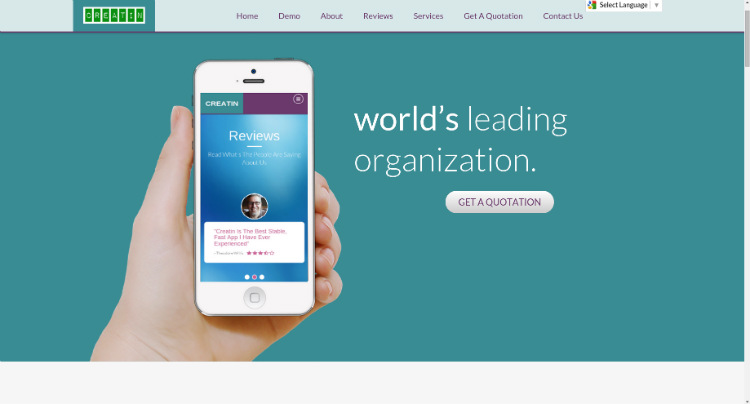 CREATIN
Home Demo About Reviews Services Get A Quotation Contact Us
Select Language ▼
CREATIN
Reviews
Read What's The People Are Saying
About Us
"Creatin Is The Best Stable,
Fast App I Have Ever
Experienced"
world's leading
organization.
GET A QUOTATION